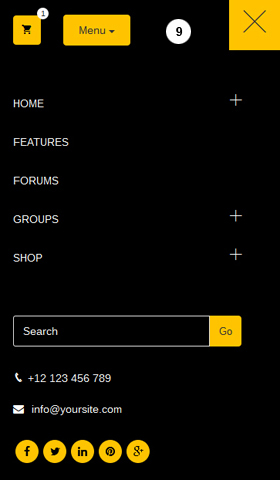 1
Menu
9
HOME
FEATURES
FORUMS
GROUPS
SHOP
Search
Go
+12 123 456 789
info@yoursite.com